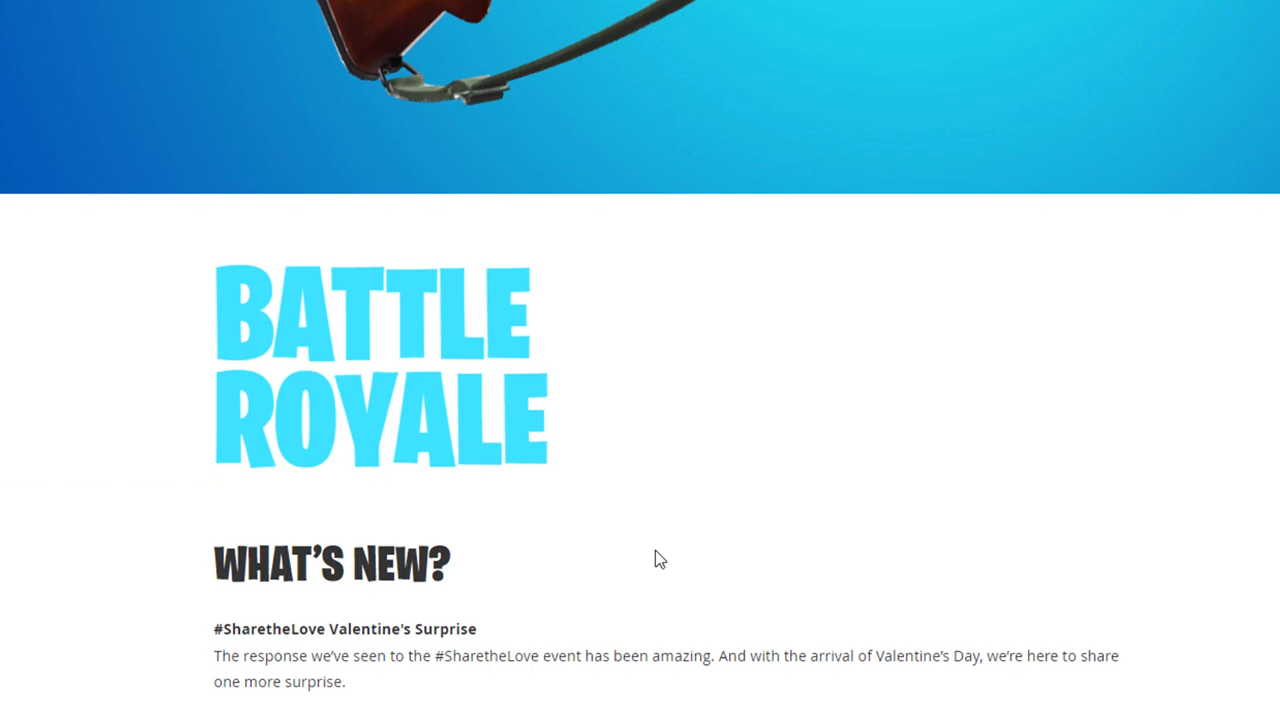 BATTLE
ROYALE
WHAT'S NEW?
#SharetheLove Valentine's Surprise
The response we’ve seen to the #SharetheLove event has been amazing. And with the arrival of Valentine’s Day, we’re here to share
one more surprise.